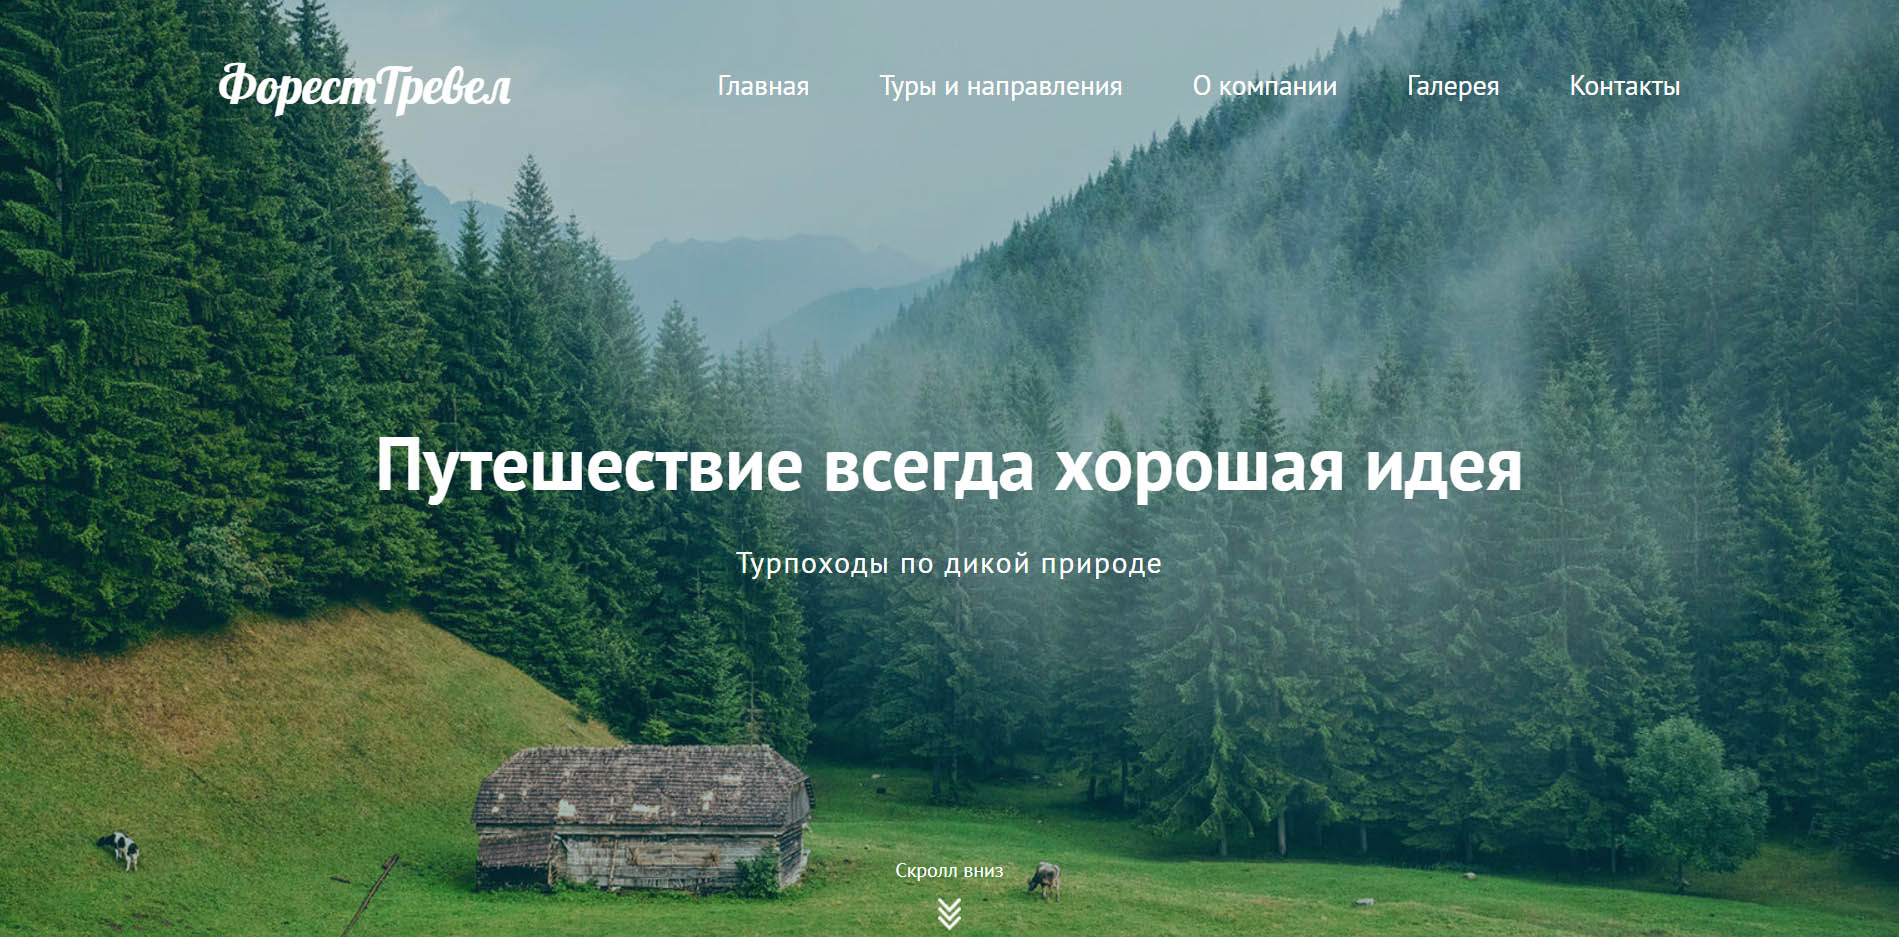 ФорестТревел
Главная Туры и направления О компании Галерея Контакты
Путешествие всегда хорошая идея
Турпоходы по дикой природе
Скролл вниз